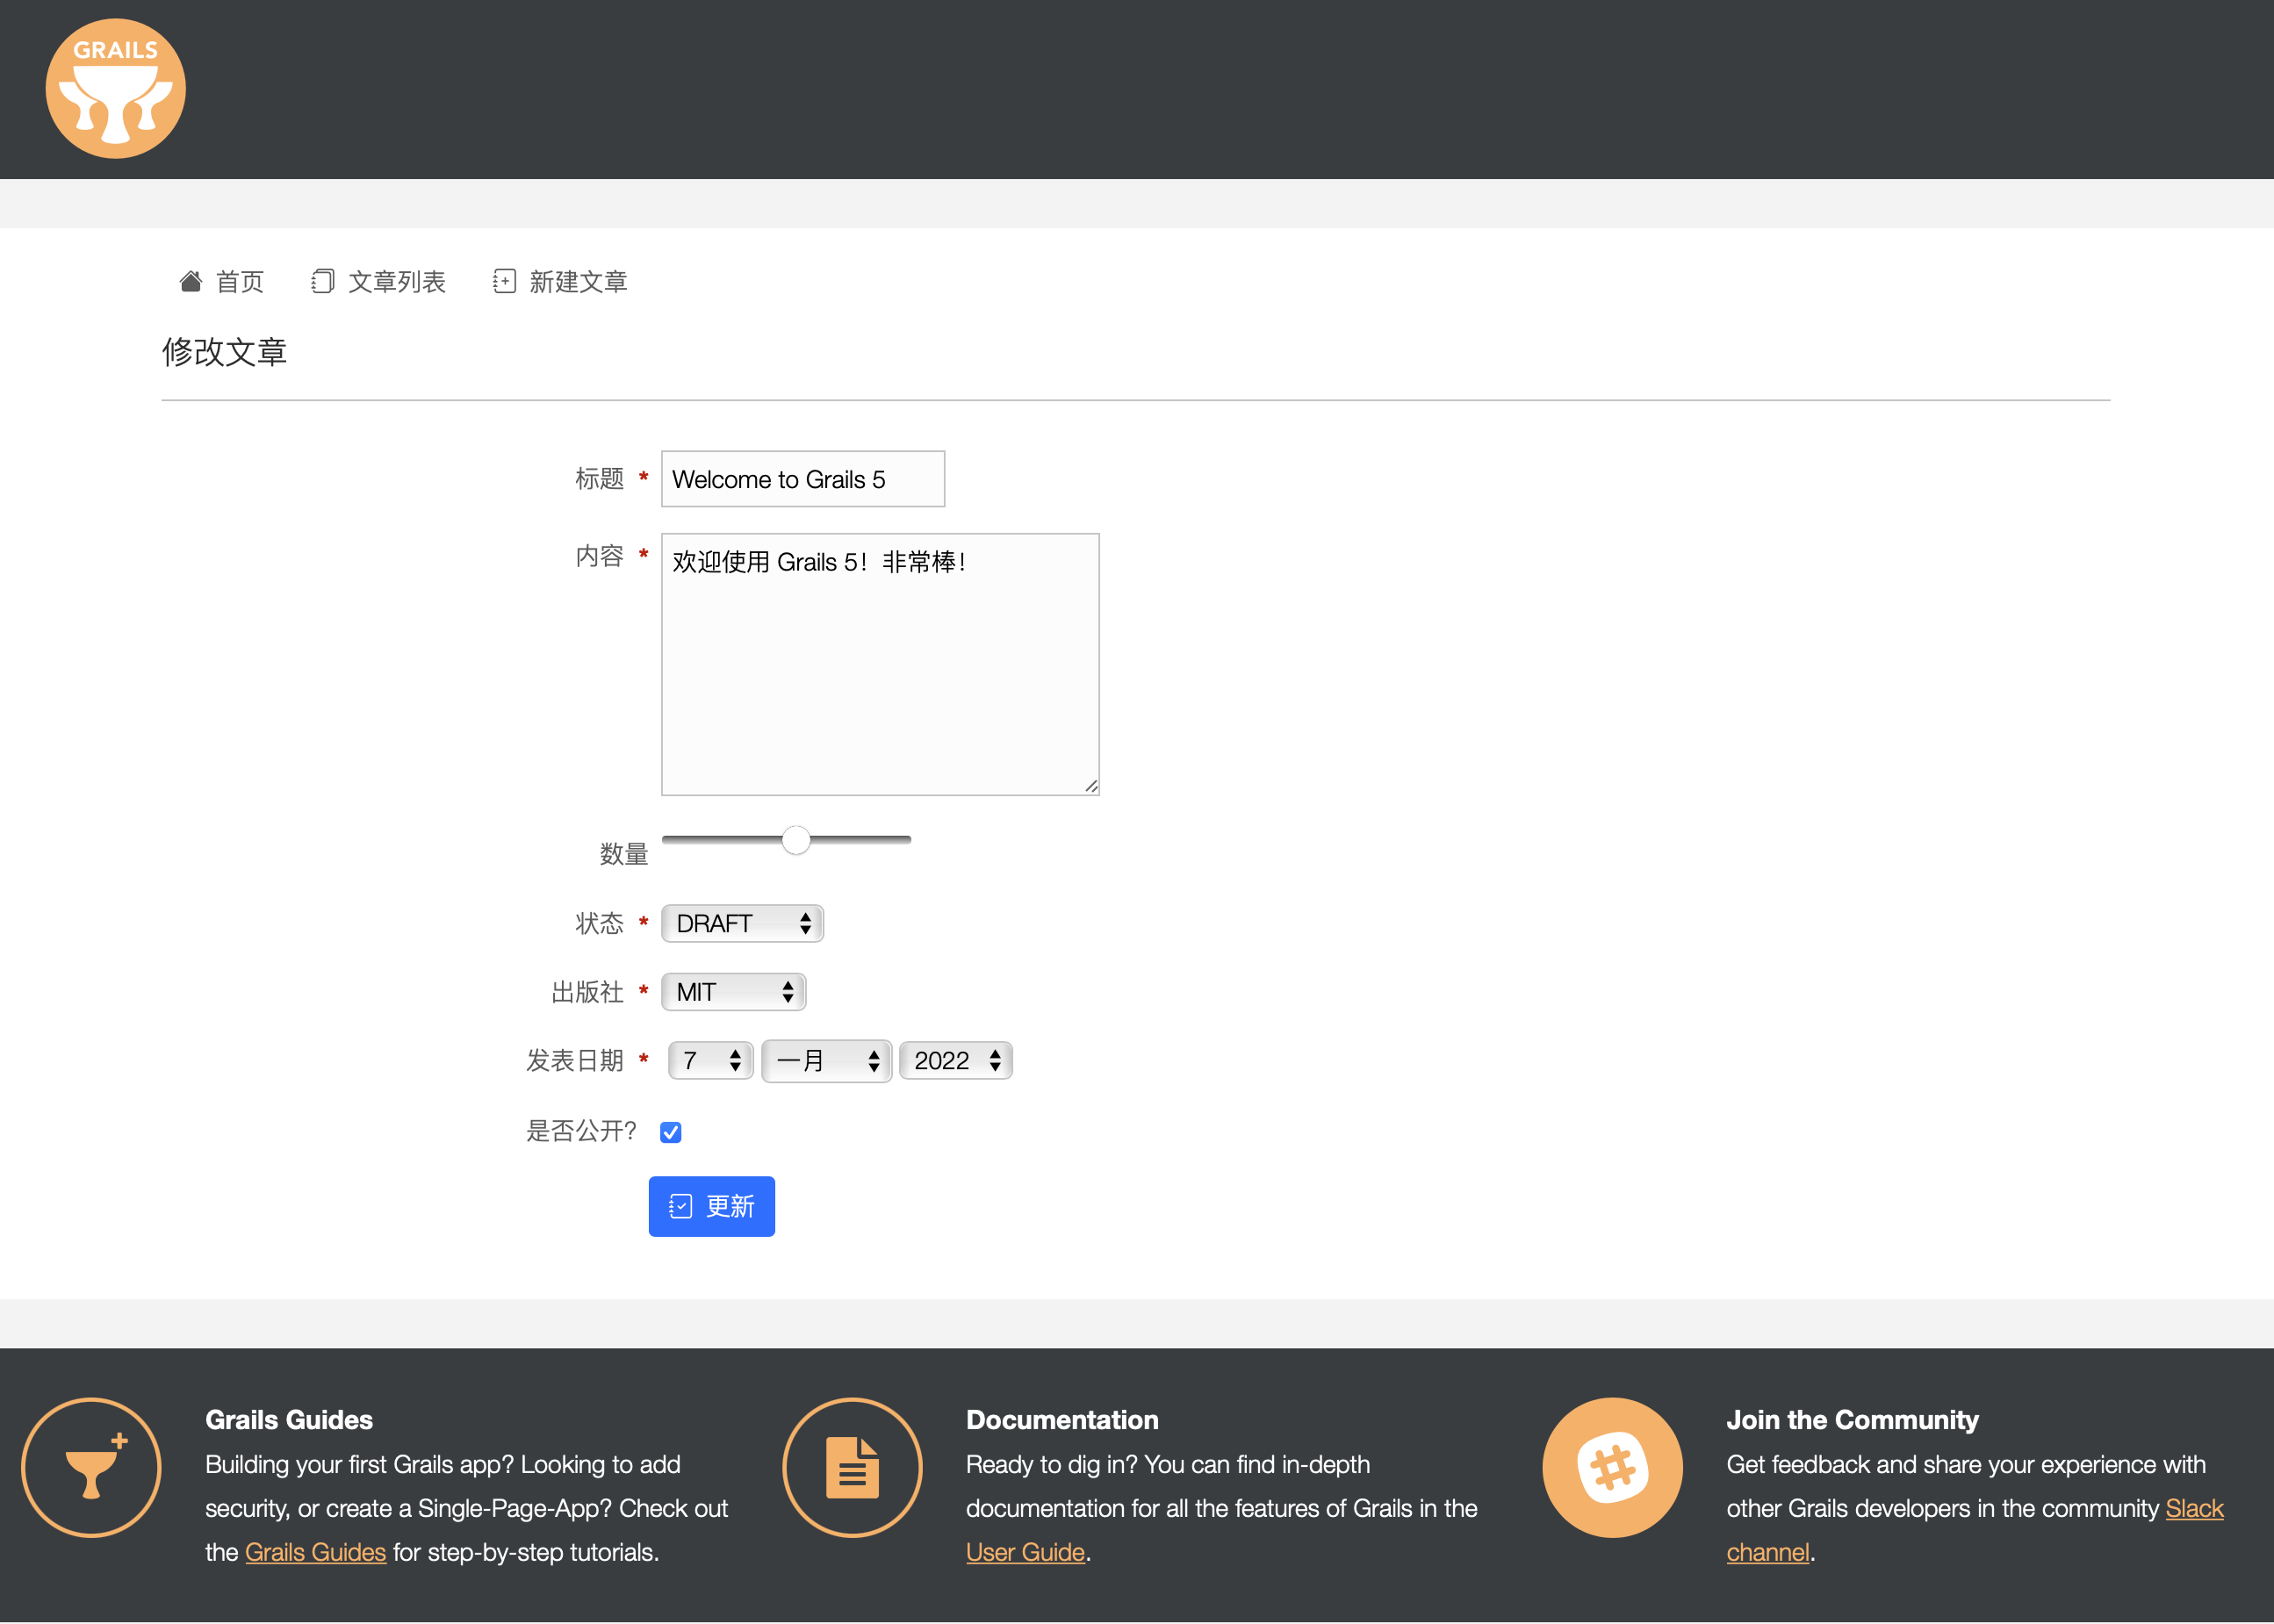 GRAILS
首页 文章列表 新建文章
修改文章
标题 * Welcome to Grails 5
内容 * 欢迎使用 Grails 5！非常棒！
数量
状态 * DRAFT
出版社 * MIT
发表日期 * 7 一月 2022
是否公开?
更新
Grails Guides
Building your first Grails app? Looking to add
security, or create a Single-Page-App? Check out
the Grails Guides for step-by-step tutorials.
Documentation
Ready to dig in? You can find in-depth
documentation for all the features of Grails in the
User Guide.
Join the Community
Get feedback and share your experience with
other Grails developers in the community Slack
channel.